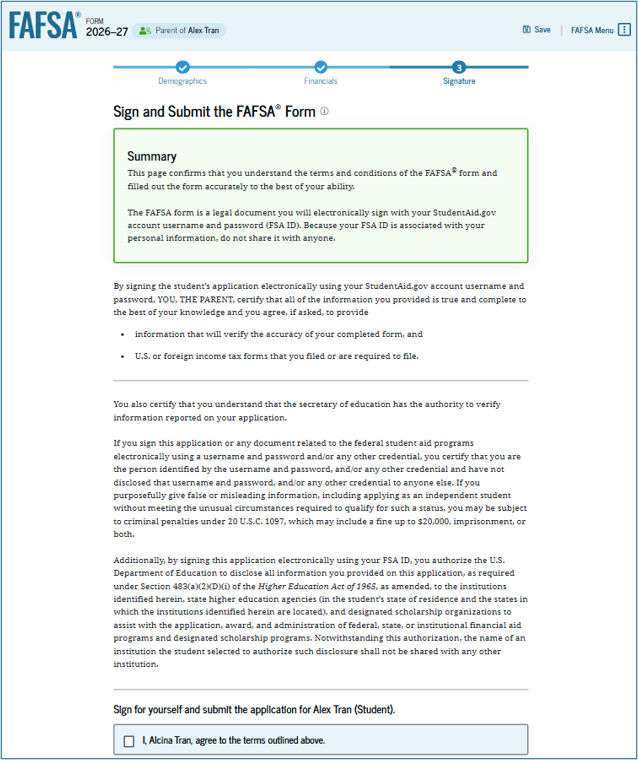 FAFSA®
FORM
2026–27
Parent of Alex Tran
Save
FAFSA Menu
Demographics
Financials
3
Signature
Sign and Submit the FAFSA® Form
Summary
This page confirms that you understand the terms and conditions of the FAFSA® form and
filled out the form accurately to the best of your ability.
The FAFSA form is a legal document you will electronically sign with your StudentAid.gov
account username and password (FSA ID). Because your FSA ID is associated with your
personal information, do not share it with anyone.
By signing the student's application electronically using your StudentAid.gov account username and
password, YOU, THE PARENT, certify that all of the information you provided is true and complete to
the best of your knowledge and you agree, if asked, to provide
• information that will verify the accuracy of your completed form, and
• U.S. or foreign income tax forms that you filed or are required to file.
You also certify that you understand that the secretary of education has the authority to verify
information reported on your application.
If you sign this application or any document related to the federal student aid programs
electronically using a username and password and/or any other credential, you certify that you are
the person identified by the username and password, and/or any other credential and have not
disclosed that username and password, and/or any other credential to anyone else. If you
purposefully give false or misleading information, including applying as an independent student
without meeting the unusual circumstances required to qualify for such a status, you may be subject
to criminal penalties under 20 U.S.C. 1097, which may include a fine up to $20,000, imprisonment, or
both.
Additionally, by signing this application electronically using your FSA ID, you authorize the U.S.
Department of Education to disclose all information you provided on this application, as required
under Section 483(a)(2)(D)(i) of the Higher Education Act of 1965, as amended, to the institutions
identified herein, state higher education agencies (in the student's state of residence and the states in
which the institutions identified herein are located), and designated scholarship organizations to
assist with the application, award, and administration of federal, state, or institutional financial aid
programs and designated scholarship programs. Notwithstanding this authorization, the name of an
institution the student selected to authorize such disclosure shall not be shared with any other
institution.
Sign for yourself and submit the application for Alex Tran (Student).
I, Alcina Tran, agree to the terms outlined above.